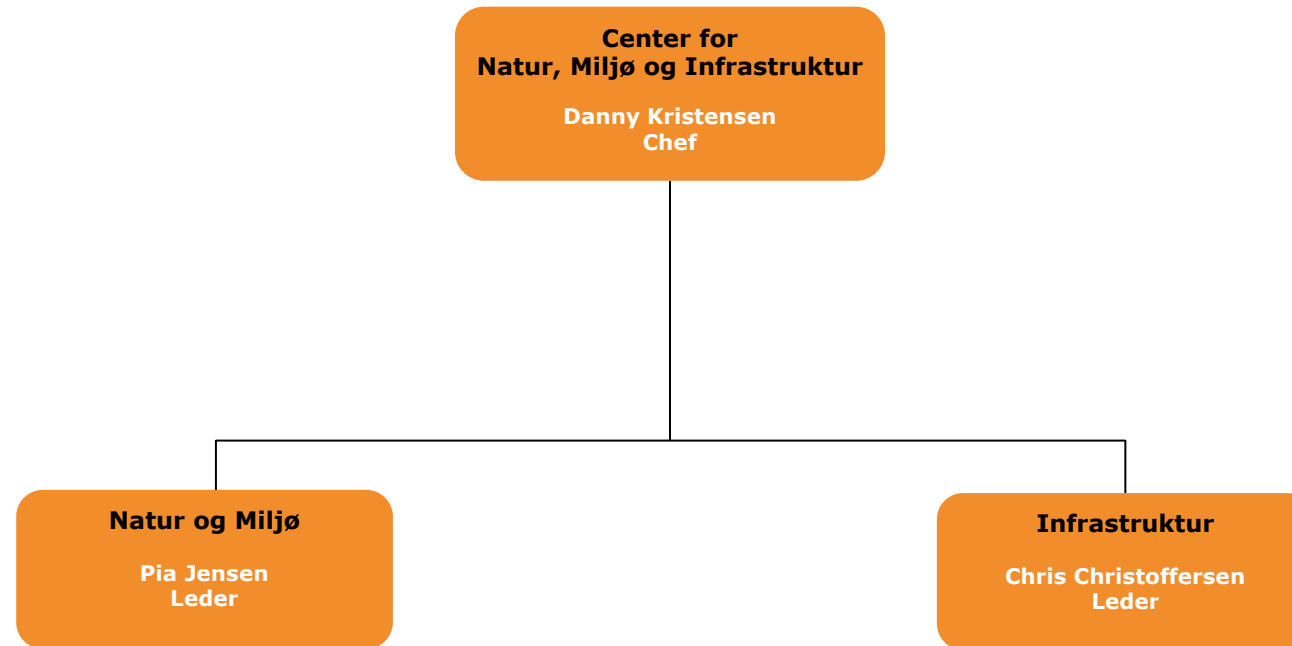 Center for
Natur, Miljø og Infrastruktur
Danny Kristensen
Chef
Natur og Miljø
Pia Jensen
Leder
Infrastruktur
Chris Christoffersen
Leder